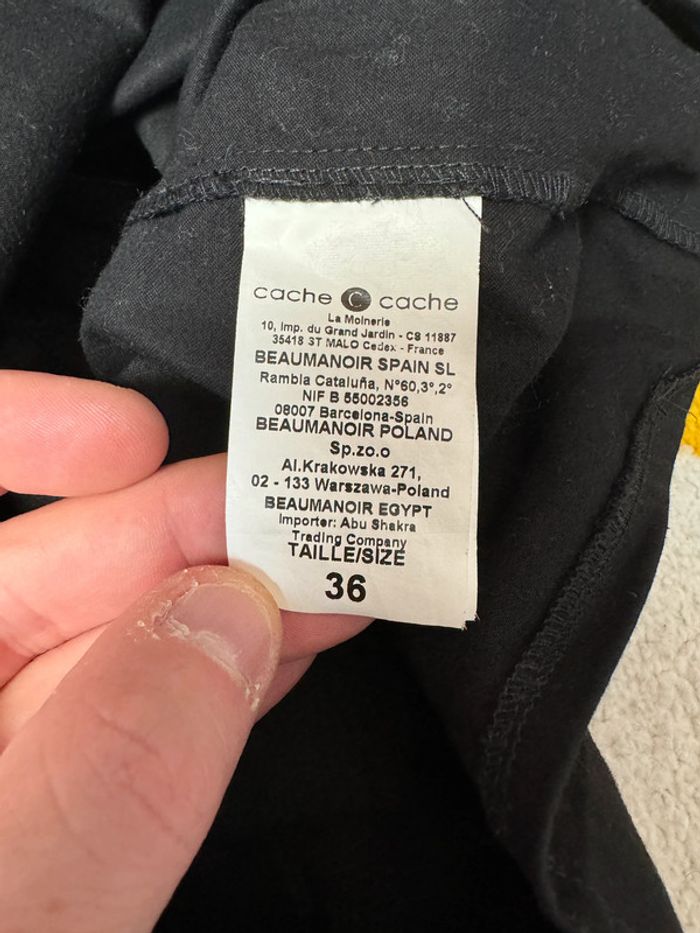 cache C cache
La Moinerie
10, Imp. du Grand Jardin - CS 11887
35418 ST MALO Cedex - France
BEAUMANOIR SPAIN SL
Rambla Cataluña, N°60,3°,2°
NIF B 55002356
08007 Barcelona-Spain
BEAUMANOIR POLAND
Sp.zo.o
Al.Krakowska 271,
02 - 133 Warszawa-Poland
BEAUMANOIR EGYPT
Importer: Abu Shakra
Trading Company
TAILLE/SIZE
36